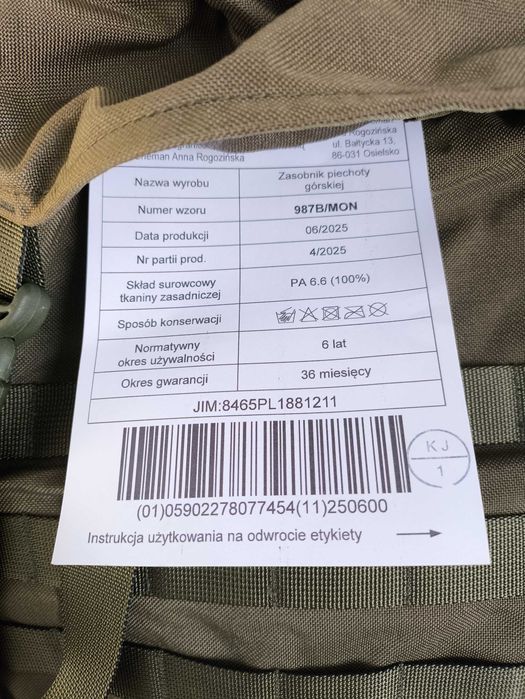 Rogozińska
ul. Bałtycka 13,
Anna Rogozińska
86-031 Osielsko
Nazwa wyrobu
Zasobnik piechoty
górskiej
Numer wzoru
987B/MON
Data produkcji
06/2025
Nr partii prod.
4/2025
Skład surowcowy
tkaniny zasadniczej
PA 6.6 (100%)
Sposób konserwacji
Normatywny
okres używalności
6 lat
Okres gwarancji
36 miesięcy
JIM:8465PL1881211
(01)05902278077454(11)250600
KJ
1
Instrukcja użytkowania na odwrocie etykiety